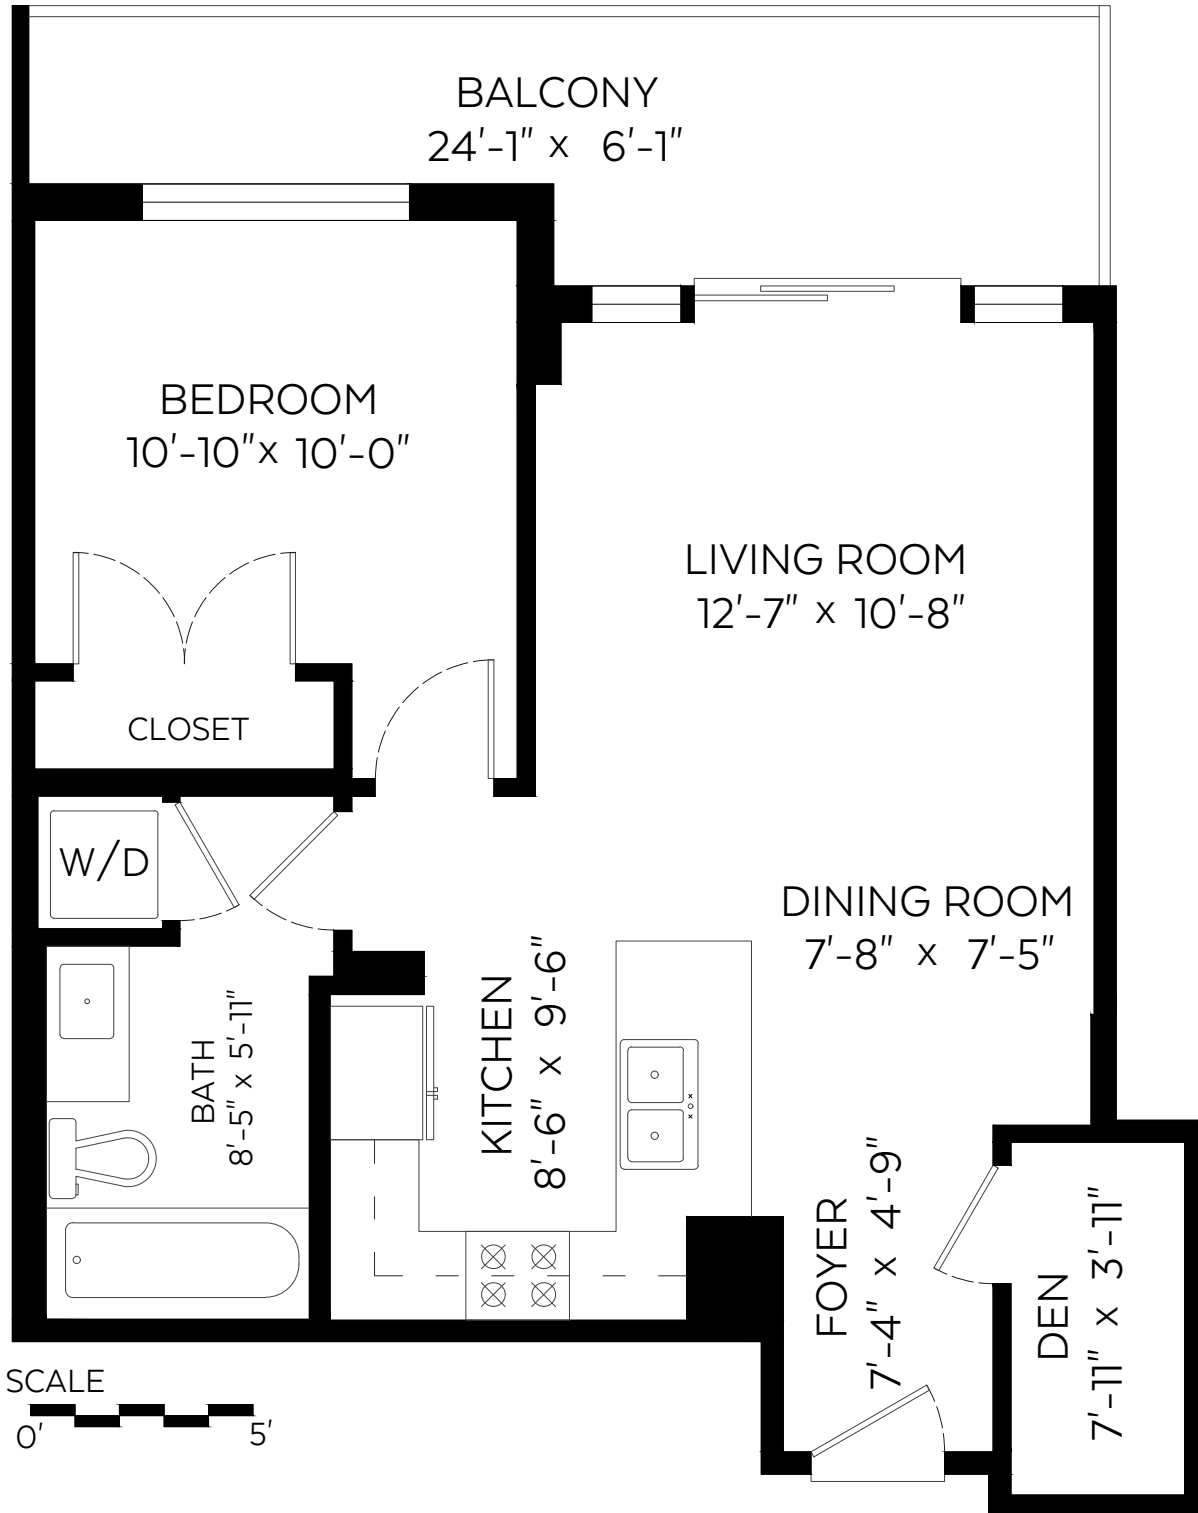 BALCONY
24'-1" x 6'-1"
BEDROOM
10'-10" x 10'-0"
LIVING ROOM
12'-7" x 10'-8"
CLOSET
W/D
DINING ROOM
7'-8" x 7'-5"
KITCHEN
8'-6" x 9'-6"
BATH
8'-5" x 5'-11"
FOYER
7'-4" x 4'-9"
DEN
7'-11" x 3'-11"
SCALE
0' 5'